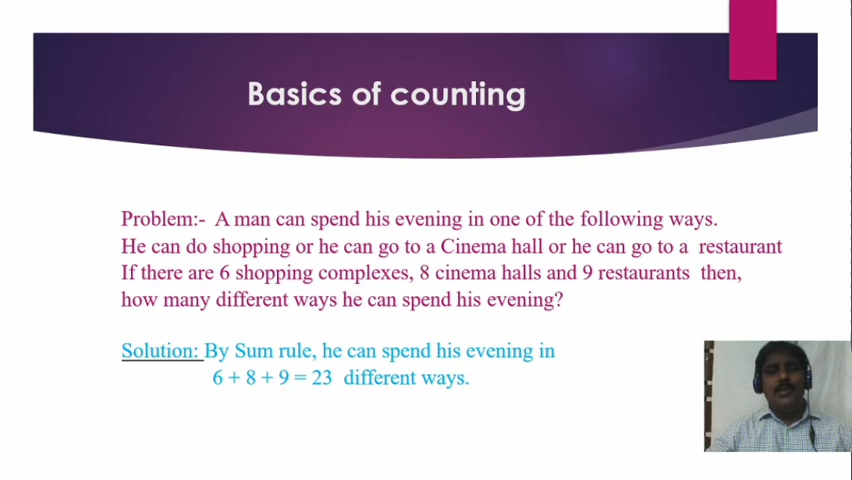 Basics of counting
Problem:- A man can spend his evening in one of the following ways.
He can do shopping or he can go to a Cinema hall or he can go to a restaurant
If there are 6 shopping complexes, 8 cinema halls and 9 restaurants then,
how many different ways he can spend his evening?
Solution: By Sum rule, he can spend his evening in
6 + 8 + 9 = 23 different ways.